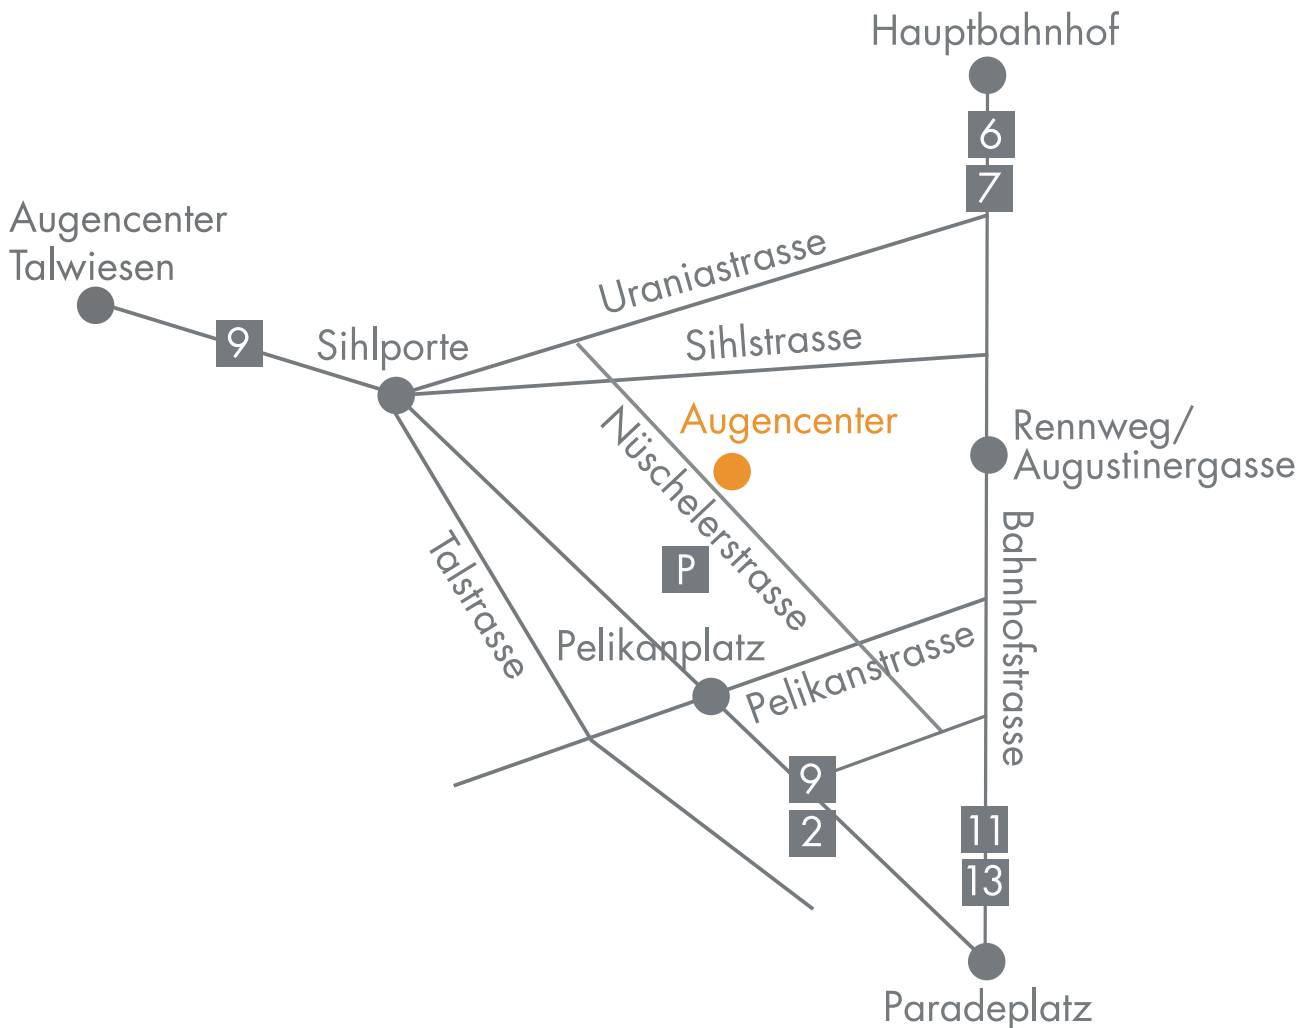 Hauptbahnhof
6
7
Augencenter
Talwiesen
Uraniastrasse
9
Sihlporte
Sihlstrasse
Augencenter
Rennweg/
Augustinergasse
Nüschelerstrasse
Bahnhofstrasse
Talstrasse
P
Pelikanplatz
Pelikanstrasse
9
2
11
13
Paradeplatz